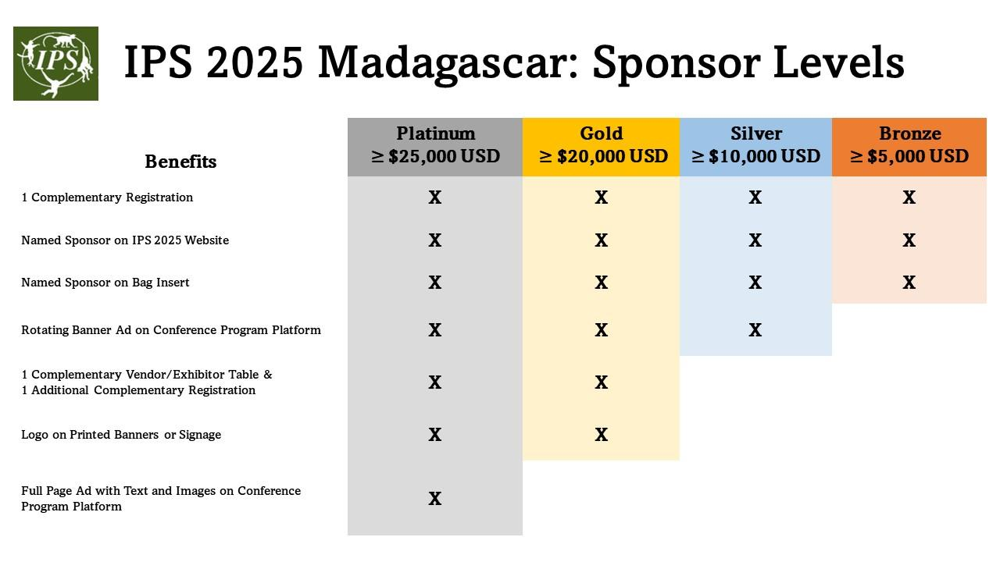 IPS
IPS 2025 Madagascar: Sponsor Levels
Benefits
Platinum
≥ $25,000 USD
Gold
≥ $20,000 USD
Silver
≥ $10,000 USD
Bronze
≥ $5,000 USD
1 Complementary Registration X X X X
Named Sponsor on IPS 2025 Website X X X X
Named Sponsor on Bag Insert X X X X
Rotating Banner Ad on Conference Program Platform X X X
1 Complementary Vendor/Exhibitor Table &
1 Additional Complementary Registration X X
Logo on Printed Banners or Signage X X
Full Page Ad with Text and Images on Conference
Program Platform X